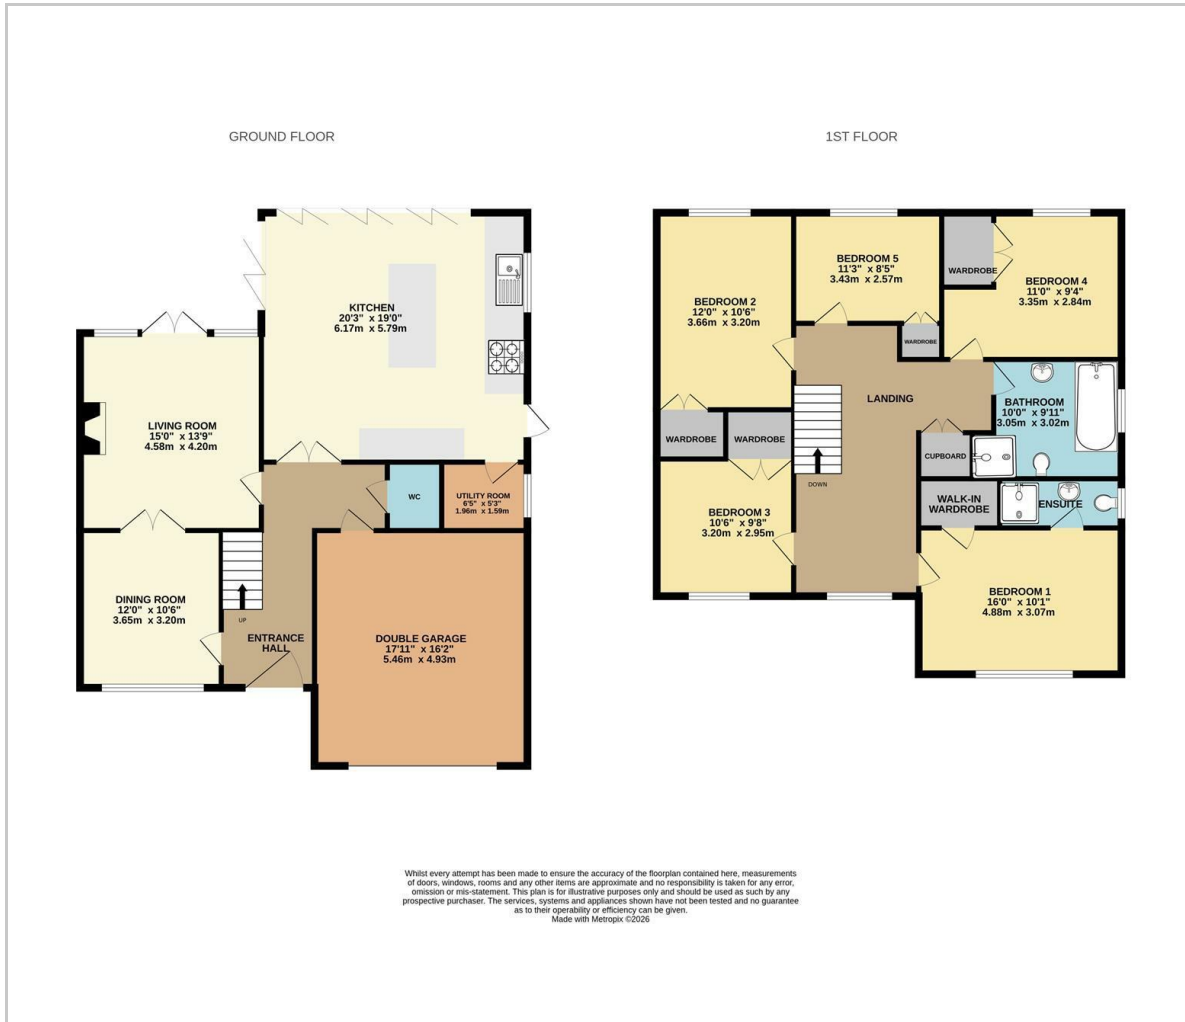 GROUND FLOOR
KITCHEN
20'3" x 19'0"
6.17m x 5.79m
LIVING ROOM
15'0" x 13'9"
4.58m x 4.20m
WC
UTILITY ROOM
6'5" x 5'3"
1.96m x 1.59m
DINING ROOM
12'0" x 10'6"
3.65m x 3.20m
UP
ENTRANCE
HALL
DOUBLE GARAGE
17'11" x 16'2"
5.46m x 4.93m
1ST FLOOR
BEDROOM 2
12'0" x 10'6"
3.66m x 3.20m
BEDROOM 5
11'3" x 8'5"
3.43m x 2.57m
WARDROBE
BEDROOM 4
11'0" x 9'4"
3.35m x 2.84m
WARDROBE
LANDING
BATHROOM
10'0" x 9'11"
3.05m x 3.02m
WARDROBE
WARDROBE
CUPBOARD
DOWN
BEDROOM 3
10'6" x 9'8"
3.20m x 2.95m
WALK-IN
WARDROBE
ENSUITE
BEDROOM 1
16'0" x 10'1"
4.88m x 3.07m
Whilst every attempt has been made to ensure the accuracy of the floorplan contained here, measurements
of doors, windows, rooms and any other items are approximate and no responsibility is taken for any error,
omission or mis-statement. This plan is for illustrative purposes only and should be used as such by any
prospective purchaser. The services, systems and appliances shown have not been tested and no guarantee
as to their operability or efficiency can be given.
Made with Metropix ©2026